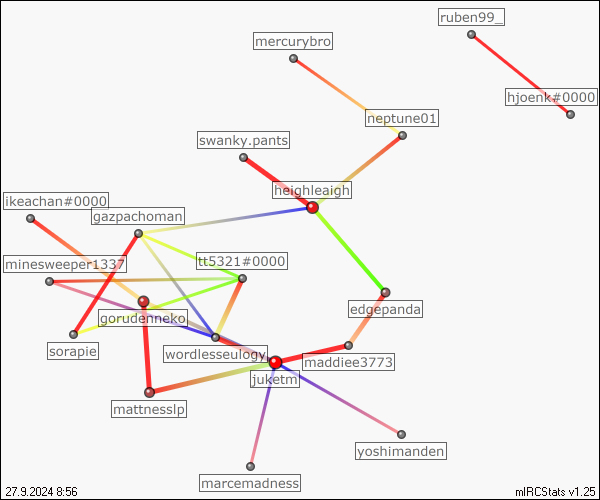 ruben99_
mercurybro
hjoenk#0000
neptune01
swanky.pants
heighleaigh
ikeachan#0000
gazpachoman
tt5321#0000
minesweeper1337
edgepanda
gorudenneko
sorapie
wordlesseulogy
maddiee3773
juketm
mattnesslp
yoshimanden
marcemadness
27.9.2024 8:56
mIRCStats v1.25